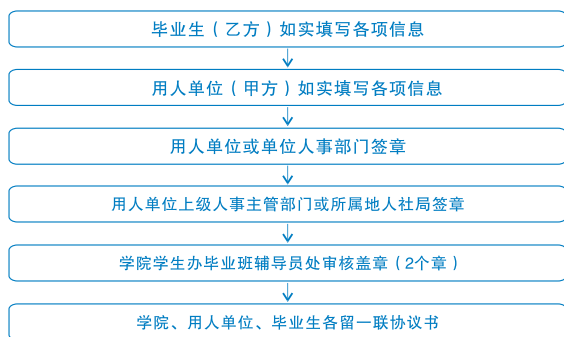 毕业生（乙方）如实填写各项信息
用人单位（甲方）如实填写各项信息
用人单位或单位人事部门签章
用人单位上级人事主管部门或所属地人社局签章
学院学生办毕业班辅导员处审核盖章（2个章）
学院、用人单位、毕业生各留一联协议书